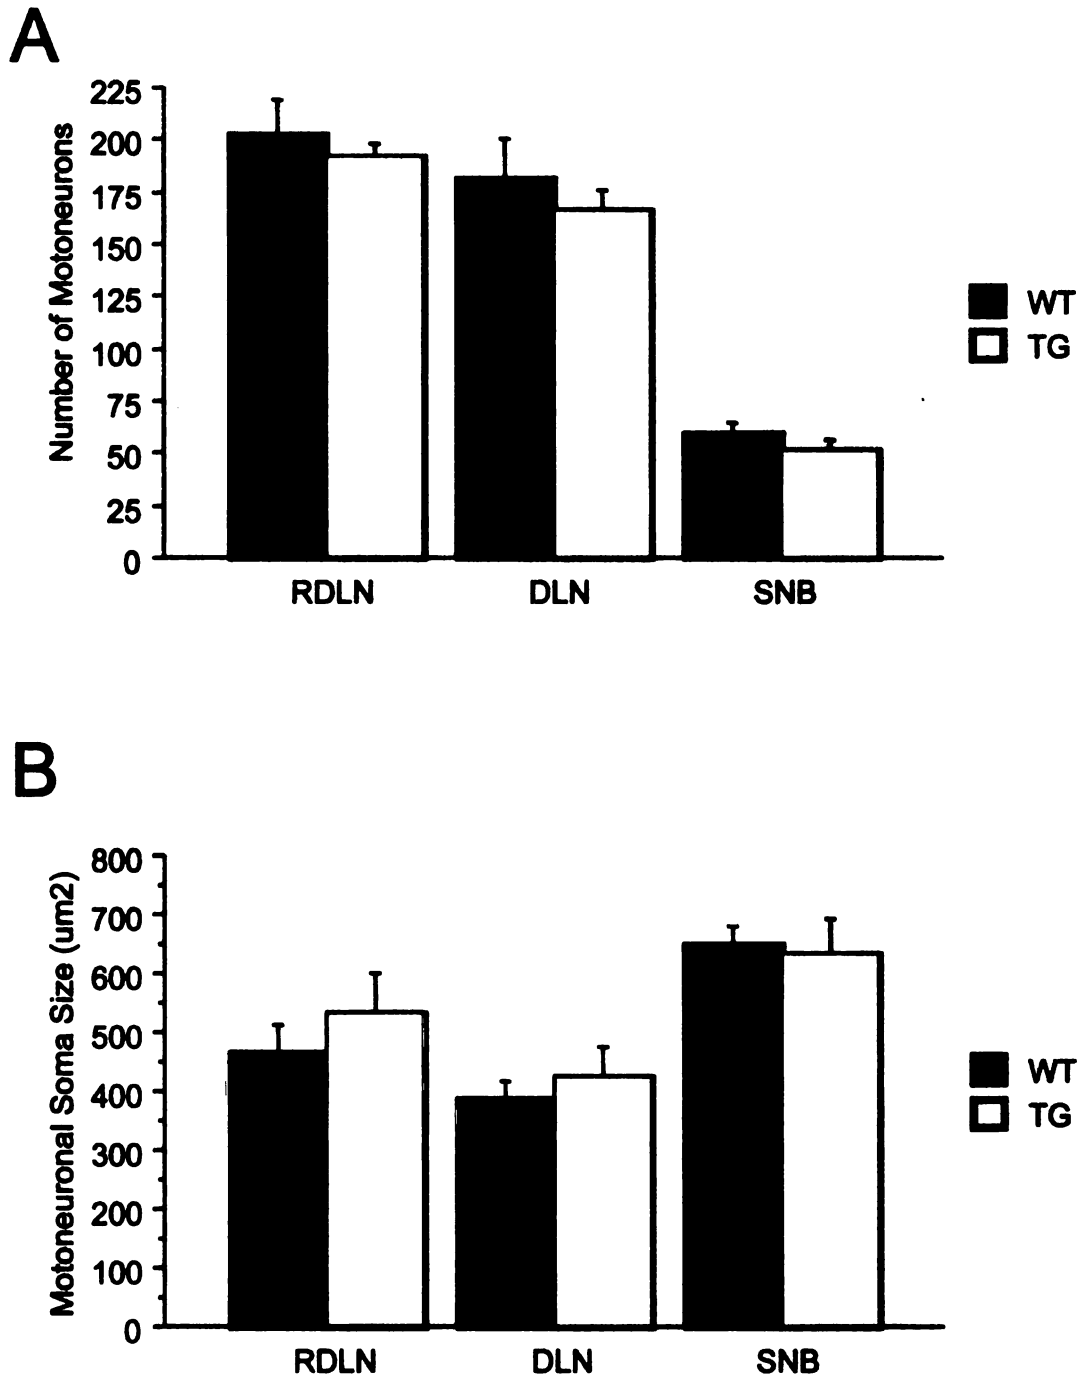 A
Number of Motoneurons
225
200
175
150
125
100
75
50
25
0
RDLN
DLN
SNB
WT
TG
B
Motoneuronal Soma Size (um2)
800
700
600
500
400
300
200
100
0
RDLN
DLN
SNB
WT
TG